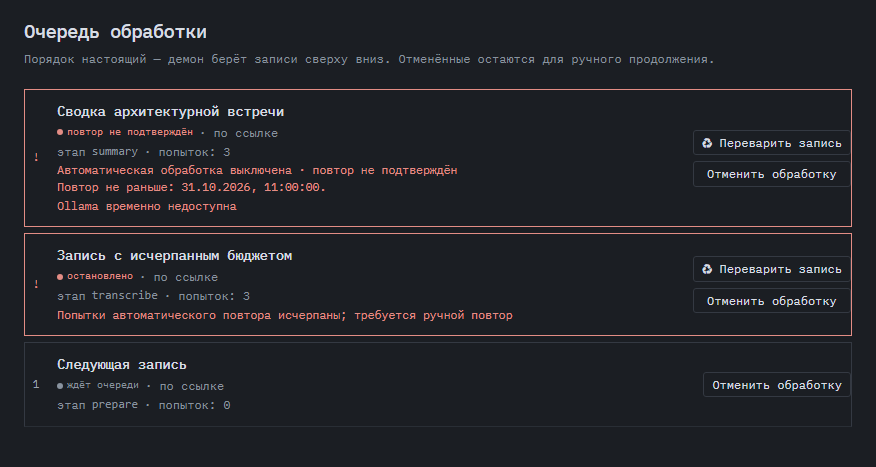 Очередь обработки
Порядок настоящий — демон берёт записи сверху вниз. Отменённые остаются для ручного продолжения.
Сводка архитектурной встречи
повтор не подтверждён · по ссылке
!
этап summary · попыток: 3
Автоматическая обработка выключена · повтор не подтверждён
Повтор не раньше: 31.10.2026, 11:00:00.
Ollama временно недоступна
♻ Переварить запись
Отменить обработку
Запись с исчерпанным бюджетом
остановлено · по ссылке
!
этап transcribe · попыток: 3
Попытки автоматического повтора исчерпаны; требуется ручной повтор
♻ Переварить запись
Отменить обработку
Следующая запись
1
ждёт очереди · по ссылке
этап prepare · попыток: 0
Отменить обработку